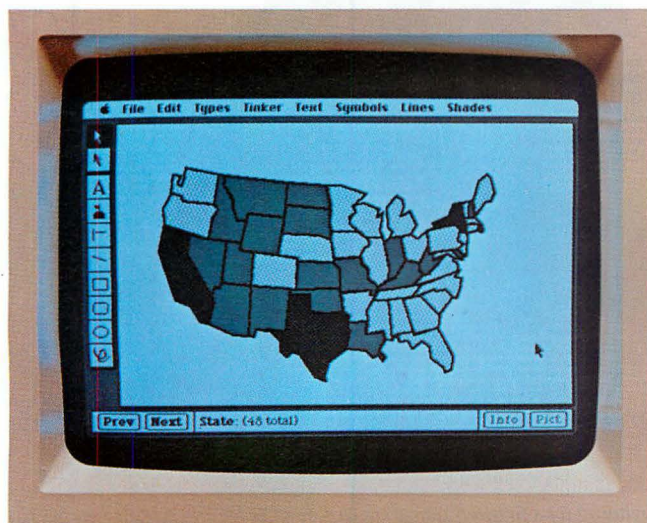 File Edit Types Tinker Text Symbols Lines Shades
A
Prev Next State: (48 total) Info Pict